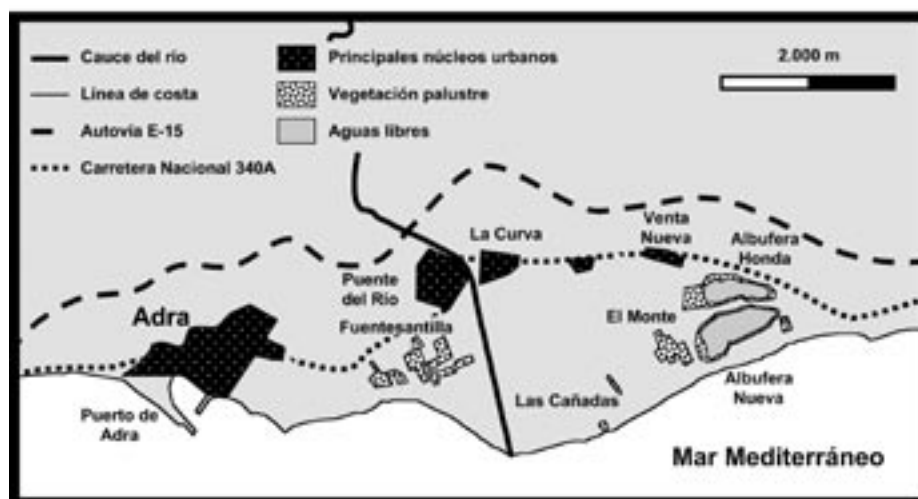 Cauce del río
Línea de costa
Autovía E-15
Carretera Nacional 340A
Principales núcleos urbanos
Vegetación palustre
Aguas libres
2.000 m
La Curva
Venta
Nueva
Albufera
Honda
Puente
del Río
Adra
Fuentesantilla
El Monte
Las Cañadas
Albufera
Nueva
Puerto de
Adra
Mar Mediterráneo